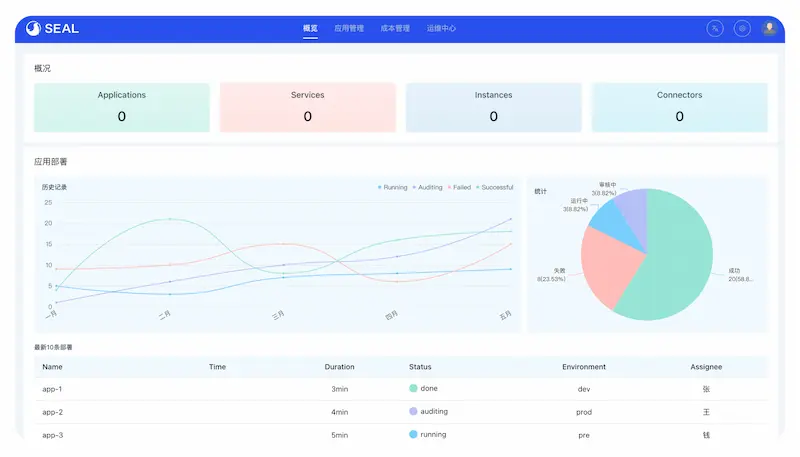 SEAL 概览 应用管理 成本管理 运维中心
概况
Applications Services Instances Connectors
0 0 0 0
应用部署
历史记录 Running Auditing Failed Successful
25
20
15
10
5
0
一月 二月 三月 四月 五月
统计
审核中
3(8.82%)
运行中
3(8.82%)
失败
8(23.53%)
成功
20(58.8...
最新10条部署
Name Time Duration Status Environment Assignee
app-1 3min done dev 张
app-2 4min auditing prod 王
app-3 5min running pre 钱